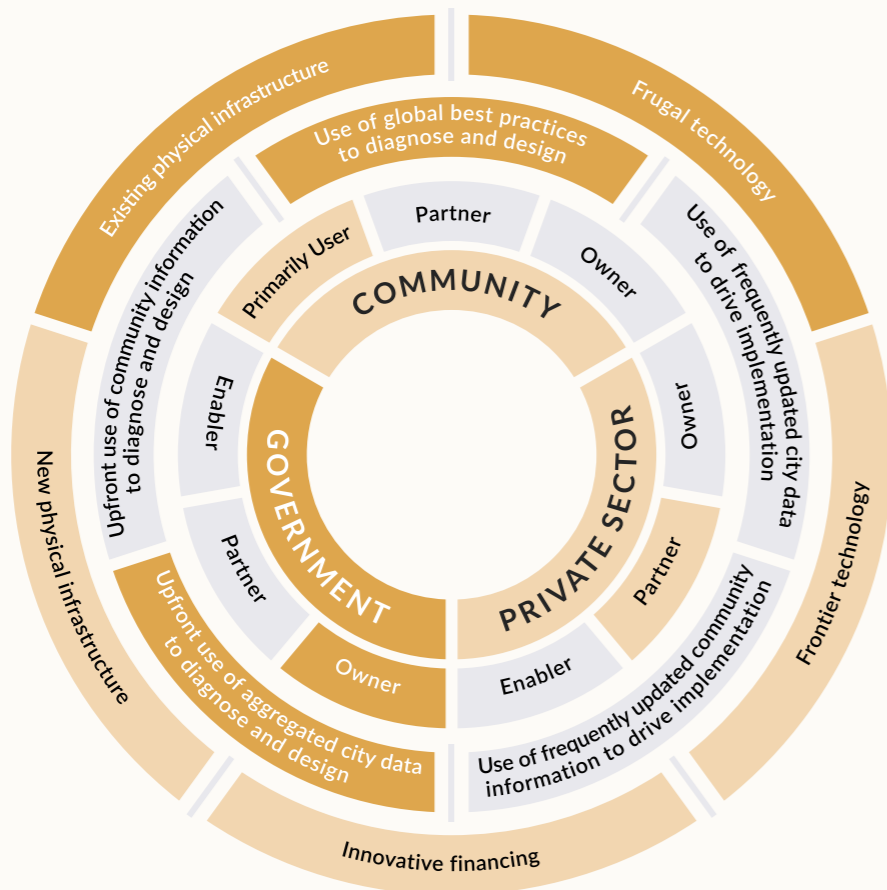 Existing physical infrastructure
Frugal technology
Use of global best practices
to diagnose and design
Upfront use of community information
to diagnose and design
Use of frequently updated city data
to drive implementation
Primarily User
Partner
Owner
COMMUNITY
Enabler
Partner
Owner
GOVERNMENT
Owner
Partner
Enabler
PRIVATE SECTOR
New physical infrastructure
Frontier technology
Upfront use of aggregated city data
to diagnose and design
Use of frequently updated community
information to drive implementation
Innovative financing